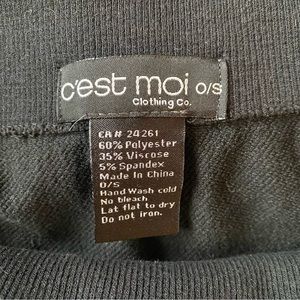 c'est moi o/s
Clothing Co.
CA# 24261
60% Polyester
35% Viscose
5% Spandex
Made In China
O/S
Hand Wash cold
No bleach.
Lat flat to dry
Do not iron.